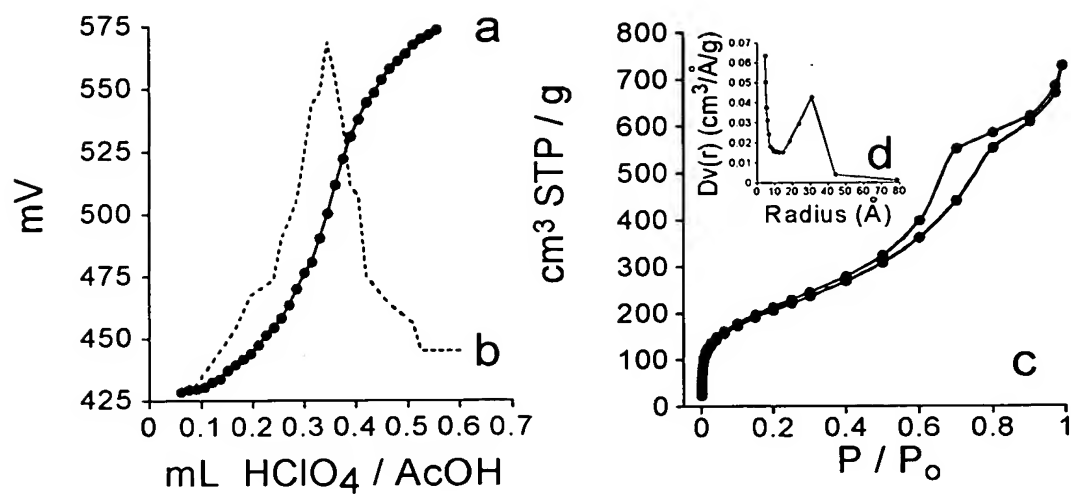 575
550
525
500
475
450
425
mV
0 0.1 0.2 0.3 0.4 0.5 0.6 0.7
mL HClO4 / AcOH
a
b
800
700
600
500
400
300
200
100
0
cm3 STP / g
0 0.2 0.4 0.6 0.8 1
P / Po
c
0.07
0.06
0.05
0.04
0.03
0.02
0.01
0
Dv(r) (cm3/Å/g)
0 10 20 30 40 50 60 70 80
Radius (Å)
d